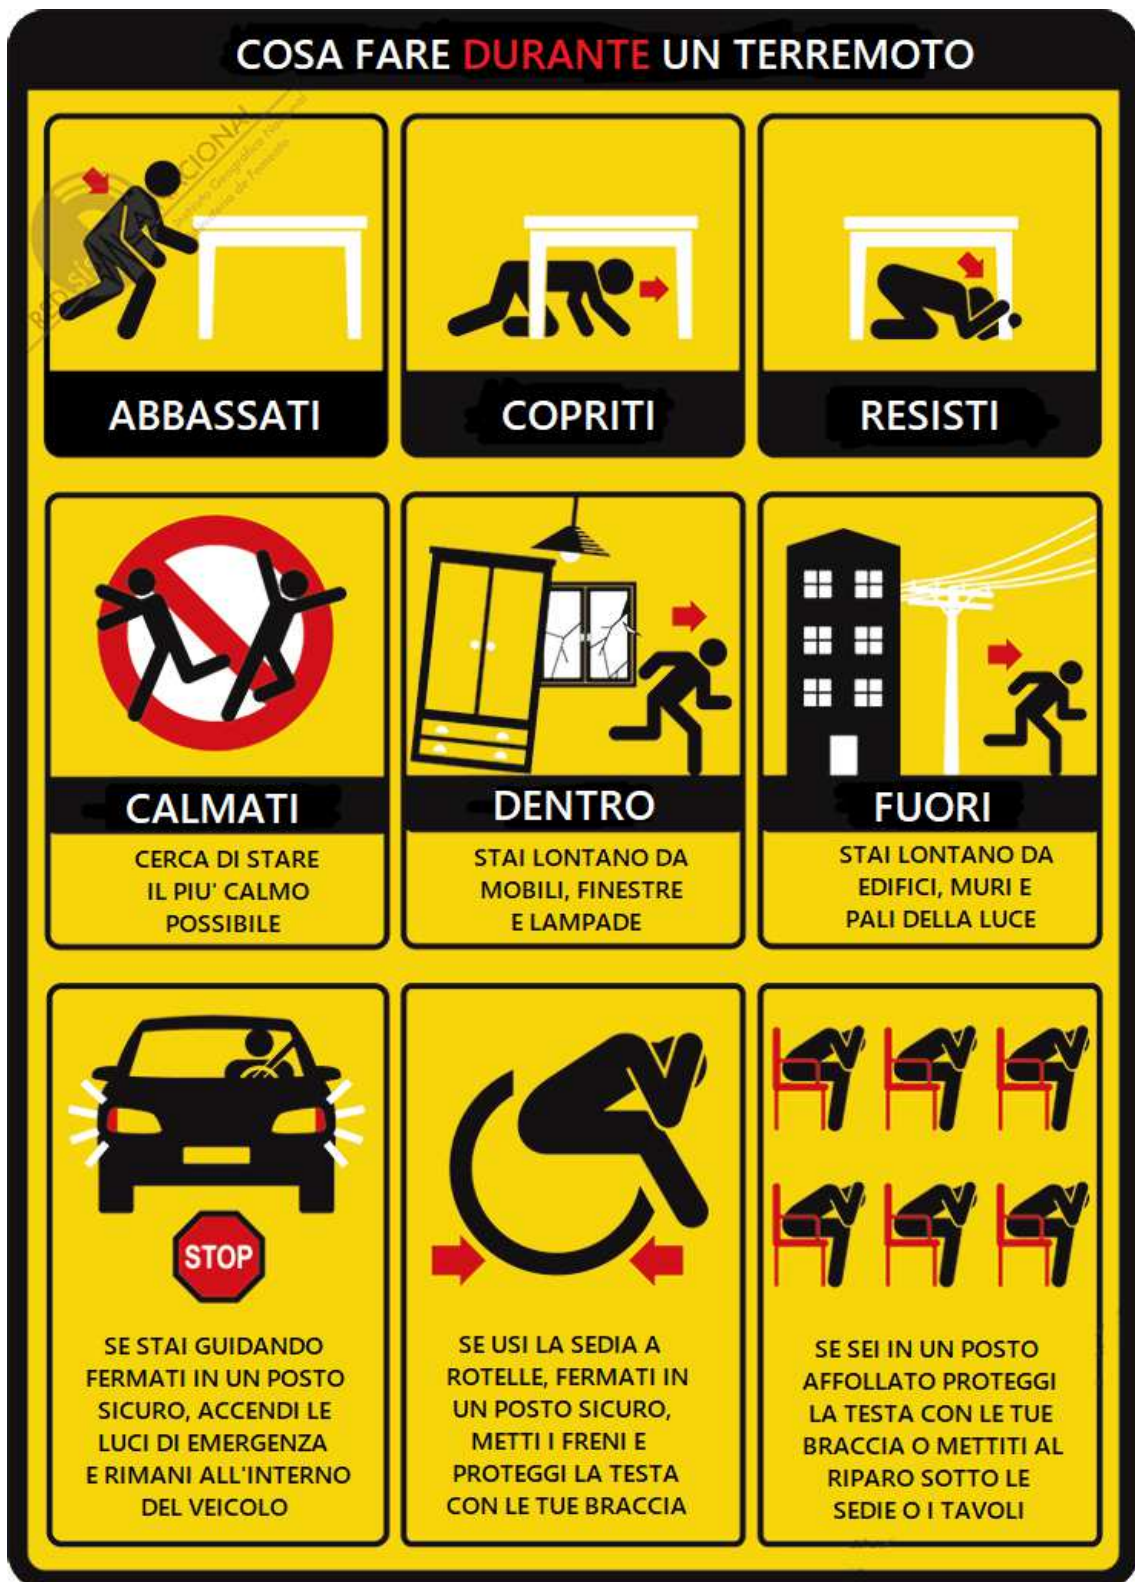 COSA FARE DURANTE UN TERREMOTO
ABBASSATI
COPRITI
RESISTI
CALMATI
CERCA DI STARE
IL PIU' CALMO
POSSIBILE
DENTRO
STAI LONTANO DA
MOBILI, FINESTRE
E LAMPADE
FUORI
STAI LONTANO DA
EDIFICI, MURI E
PALI DELLA LUCE
STOP
SE STAI GUIDANDO
FERMATI IN UN POSTO
SICURO, ACCENDI LE
LUCI DI EMERGENZA
E RIMANI ALL'INTERNO
DEL VEICOLO
SE USI LA SEDIA A
ROTELLE, FERMATI IN
UN POSTO SICURO,
METTI I FRENI E
PROTEGGI LA TESTA
CON LE TUE BRACCIA
SE SEI IN UN POSTO
AFFOLLATO PROTEGGI
LA TESTA CON LE TUE
BRACCIA O METTITI AL
RIPARO SOTTO LE
SEDIE O I TAVOLI